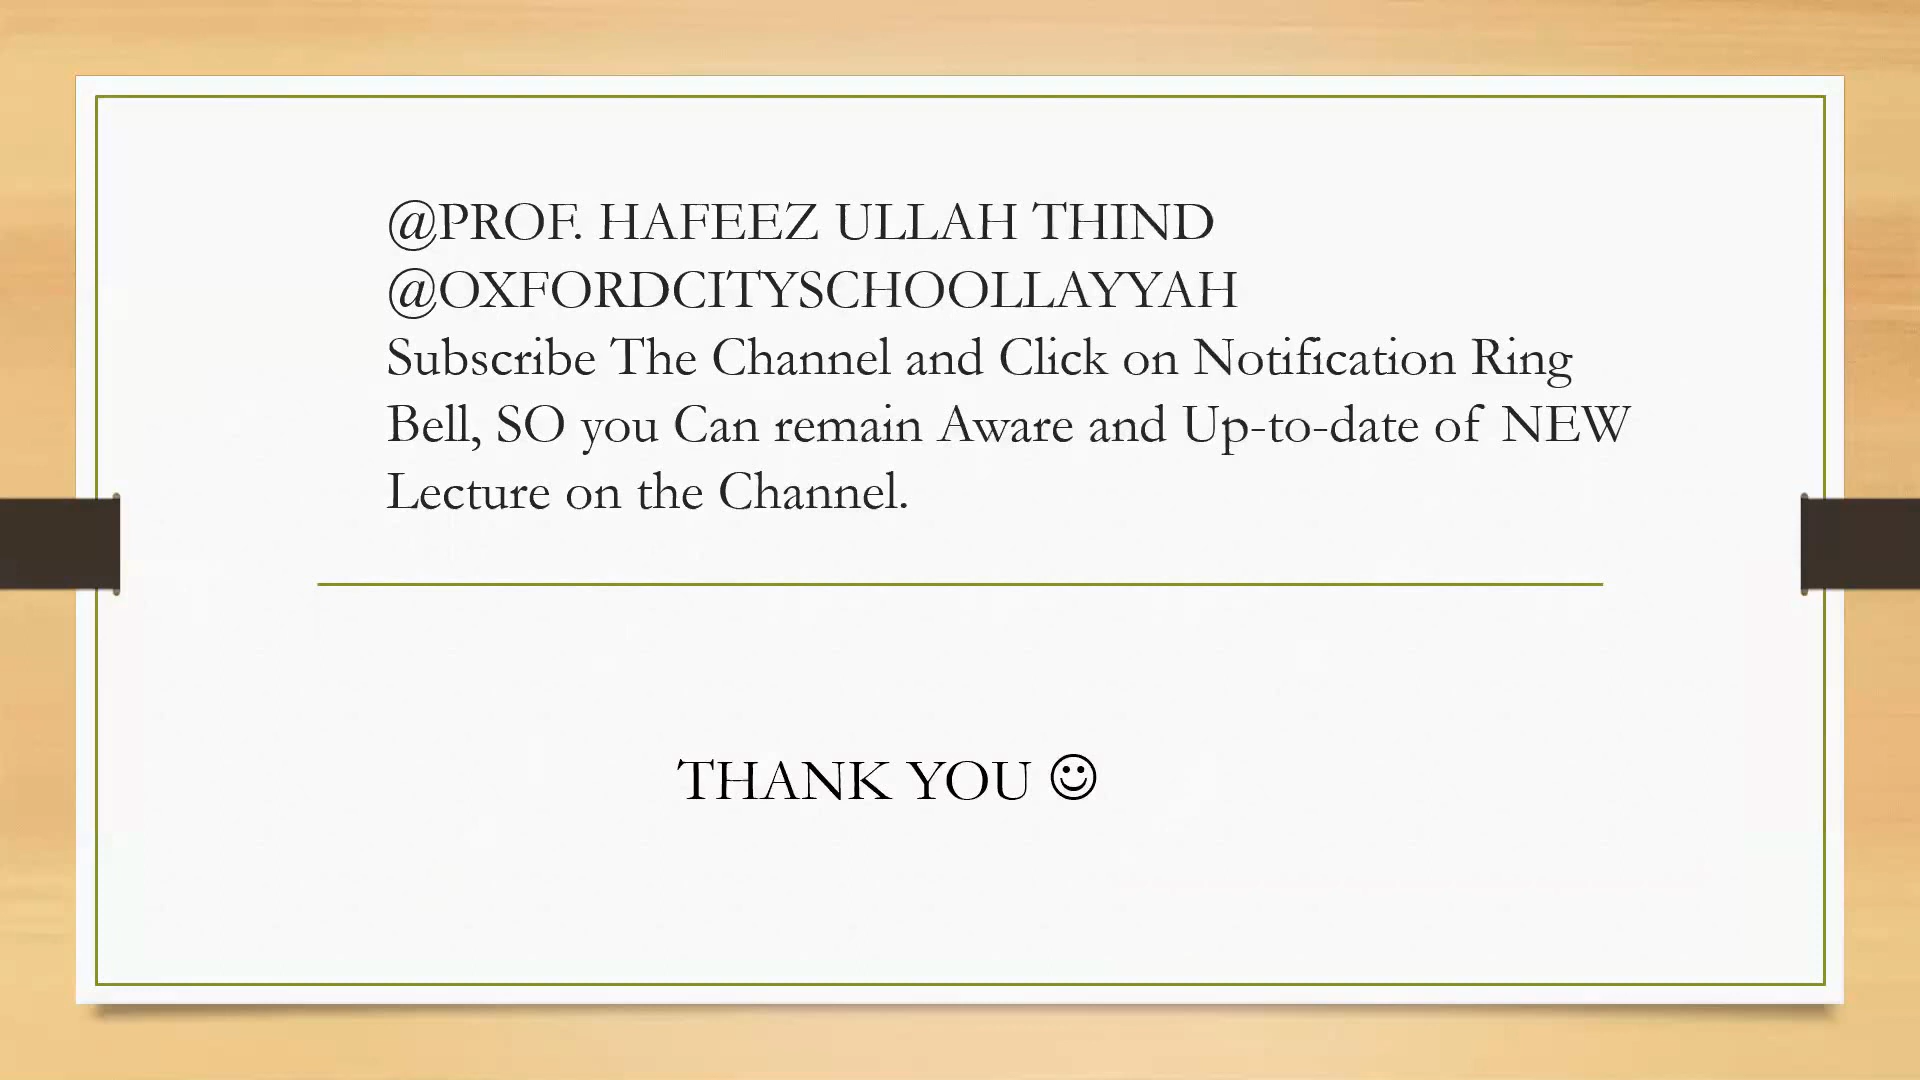 @PROF. HAFEEZ ULLAH THIND
@OXFORDCITYSCHOOLLAYYAH
Subscribe The Channel and Click on Notification Ring
Bell, SO you Can remain Aware and Up-to-date of NEW
Lecture on the Channel.
THANK YOU ☺